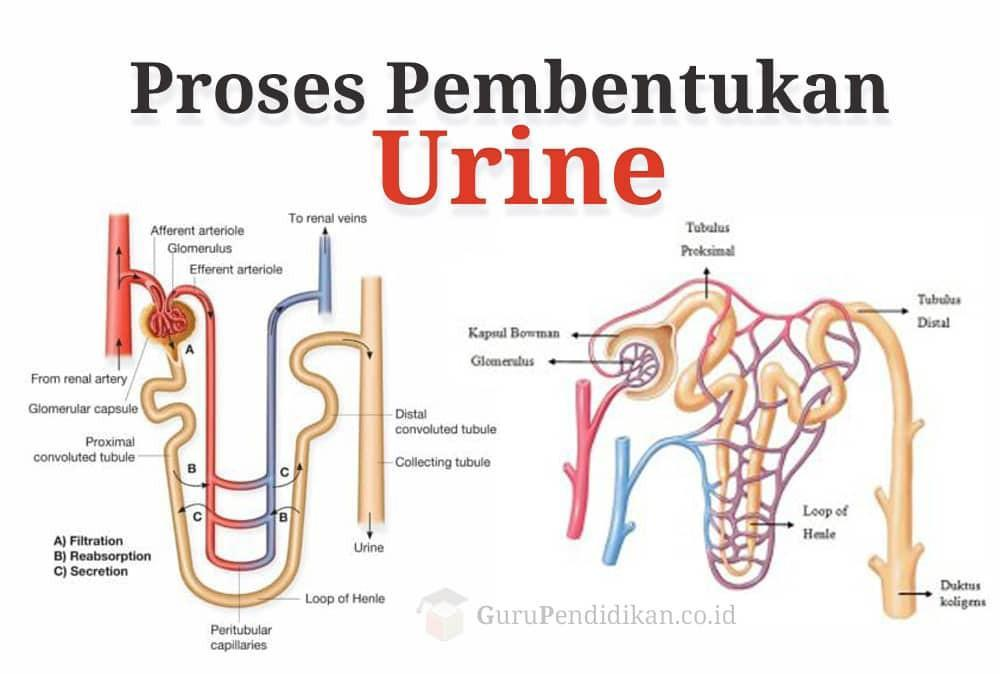 Proses Pembentukan
Urine
To renal veins
Afferent arteriole
Glomerulus
Efferent arteriole
A
From renal artery
Glomerular capsule
Proximal
convoluted tubule
B
C
C
B
Distal
convoluted tubule
Collecting tubule
A) Filtration
B) Reabsorption
C) Secretion
Urine
Loop of Henle
Peritubular
capillaries
Tubulus
Proksimal
Tubulus
Distal
Kapsul Bowman
Glomerulus
Loop of
Henle
Duktus
koligens
GuruPendidikan.co.id